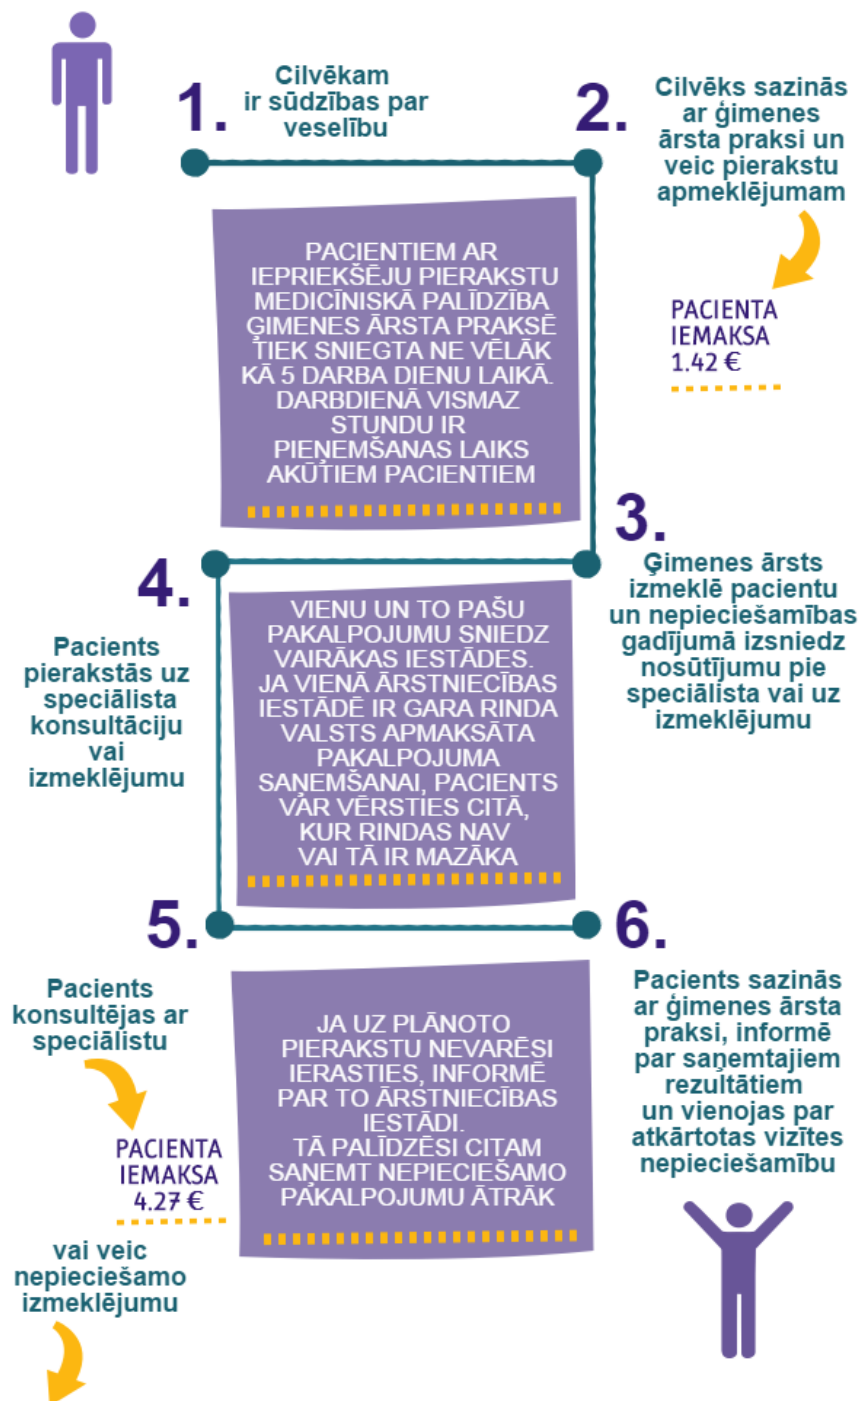 1.
Cilvēkam
ir sūdzības par
veselību
2.
Cilvēks sazinās
ar ģimenes
ārsta praksi un
veic pierakstu
apmeklējumam
PACIENTA
IEMAKSA
1.42 €
PACIENTIEM AR
IEPRIEKŠĒJU PIERAKSTU
MEDICĪNISKĀ PALĪDZĪBA
ĢIMENES ĀRSTA PRAKSĒ
TIEK SNIEGTA NE VĒLĀK
KĀ 5 DARBA DIENU LAIKĀ.
DARBDIENĀ VISMAZ
STUNDU IR
PIEŅEMŠANAS LAIKS
AKŪTIEM PACIENTIEM
3.
Ģimenes ārsts
izmeklē pacientu
un nepieciešamības
gadījumā izsniedz
nosūtījumu pie
speciālista vai uz
izmeklējumu
4.
Pacients
pierakstās uz
speciālista
konsultāciju
vai
izmeklējumu
VIENU UN TO PAŠU
PAKALPOJUMU SNIEDZ
VAIRĀKAS IESTĀDES.
JA VIENĀ ĀRSTNIECĪBAS
IESTĀDĒ IR GARA RINDA
VALSTS APMAKSĀTA
PAKALPOJUMA
SAŅEMŠANAI, PACIENTS
VAR VĒRSTIES CITĀ,
KUR RINDAS NAV
VAI TĀ IR MAZĀKA
5.
Pacients
konsultējas ar
speciālistu
PACIENTA
IEMAKSA
4.27 €
vai veic
nepieciešamo
izmeklējumu
JA UZ PLĀNOTO
PIERAKSTU NEVARĒSI
IERASTIES, INFORMĒ
PAR TO ĀRSTNIECĪBAS
IESTĀDI.
TĀ PALĪDZĒSI CITAM
SAŅEMT NEPIECIEŠAMO
PAKALPOJUMU ĀTRĀK
6.
Pacients sazinās
ar ģimenes ārsta
praksi, informē
par saņemtajiem
rezultātiem
un vienojas par
atkārtotas vizītes
nepieciešamību